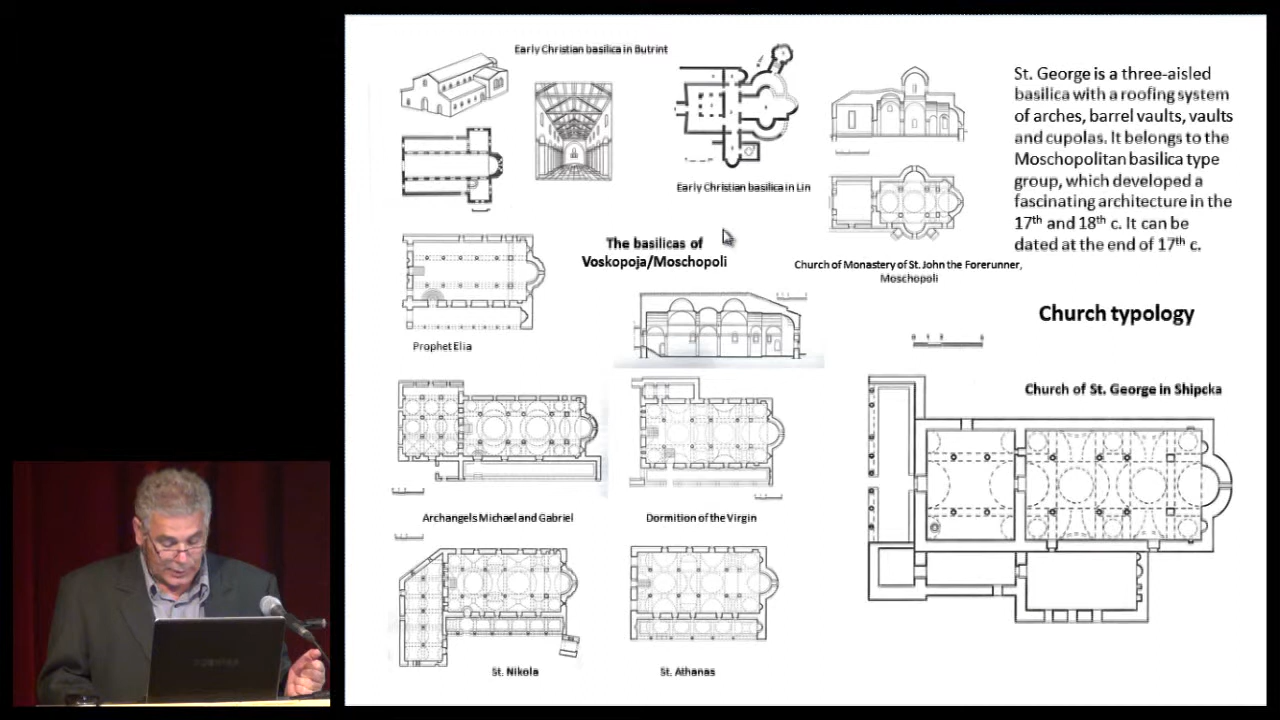 Early Christian basilica in Butrint
Early Christian basilica in Lin
St. George is a three-aisled
basilica with a roofing system
of arches, barrel vaults, vaults
and cupolas. It belongs to the
Moschopolitan basilica type
group, which developed a
fascinating architecture in the
17th and 18th c. It can be
dated at the end of 17th c.
The basilicas of
Voskopoja/Moschopoli
Church of Monastery of St. John the Forerunner,
Moschopoli
Prophet Elia
Church typology
Church of St. George in Shipcka
Archangels Michael and Gabriel
Dormition of the Virgin
St. Nikola
St. Athanas